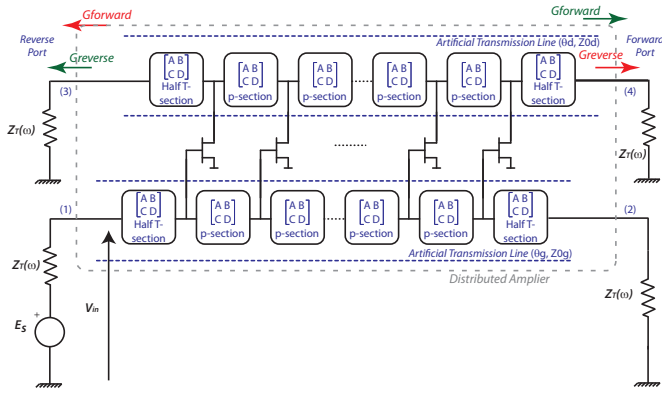 Gforward
Gforward
Reverse Port
Artificial Transmission Line (θd, Z0d)
Forward Port
Greverse
Greverse
[A B C D] Half T-section
[A B C D] p-section
[A B C D] p-section
[A B C D] p-section
[A B C D] p-section
[A B C D] Half T-section
(3)
(4)
ZT(ω)
ZT(ω)
(1)
[A B C D] Half T-section
[A B C D] p-section
[A B C D] p-section
[A B C D] p-section
[A B C D] p-section
[A B C D] Half T-section
(2)
Artificial Transmission Line (θg, Z0g)
ZT(ω)
Distributed Amplier
ZT(ω)
Vin
+
ES